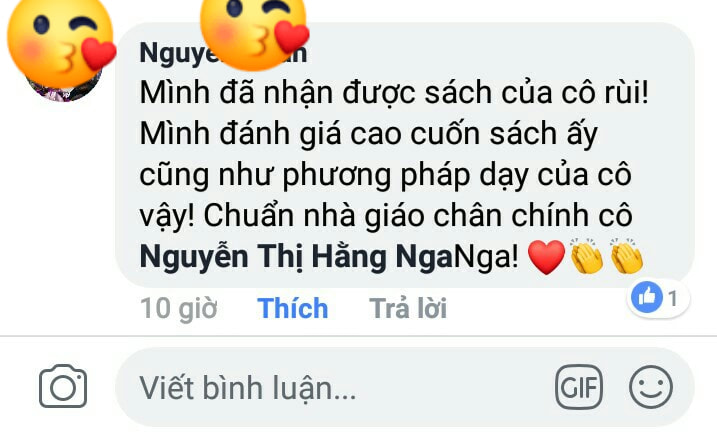 Mình đã nhận được sách của cô rùi!
Mình đánh giá cao cuốn sách ấy
cũng như phương pháp dạy của cô
vậy! Chuẩn nhà giáo chân chính cô
Nguyễn Thị Hằng NgaNga! ❤️👏👏
10 giờ Thích Trả lời 1
Viết bình luận... GIF